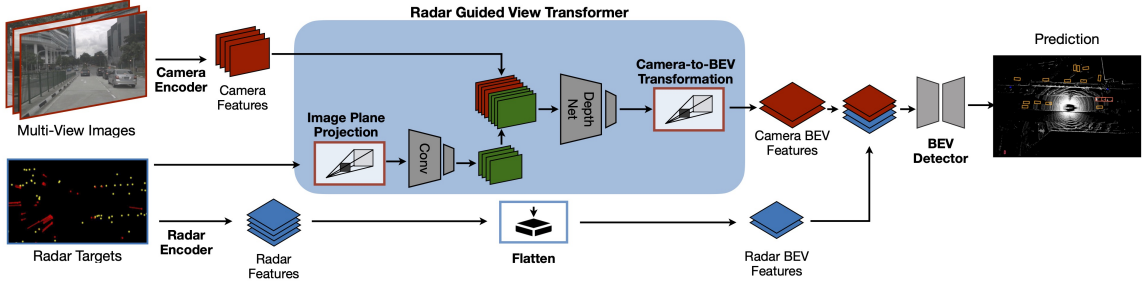 Radar Guided View Transformer
Camera
Encoder
Camera
Features
Multi-View Images
Image Plane
Projection
Conv
Depth
Net
Camera-to-BEV
Transformation
Camera BEV
Features
BEV
Detector
Prediction
Radar Targets
Radar
Encoder
Radar
Features
Flatten
Radar BEV
Features